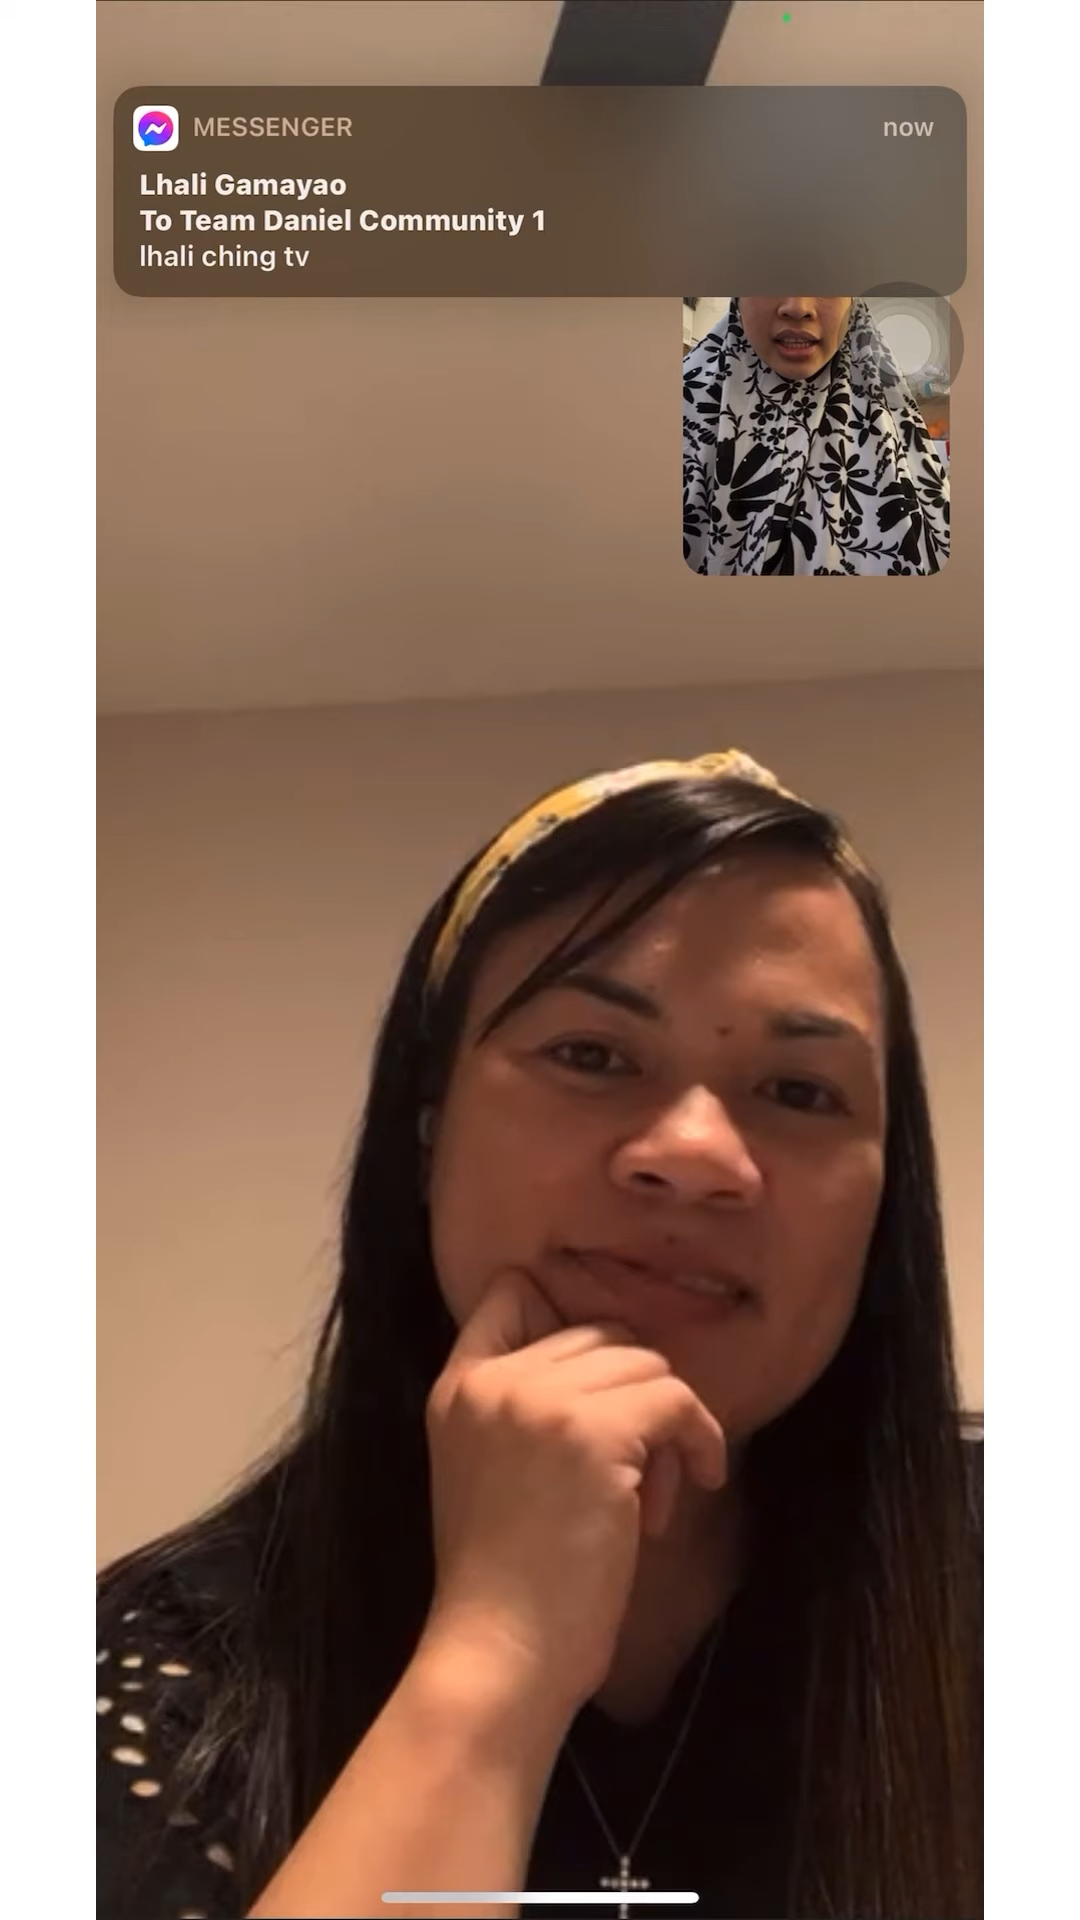 MESSENGER
now
Lhali Gamayao
To Team Daniel Community 1
lhali ching tv